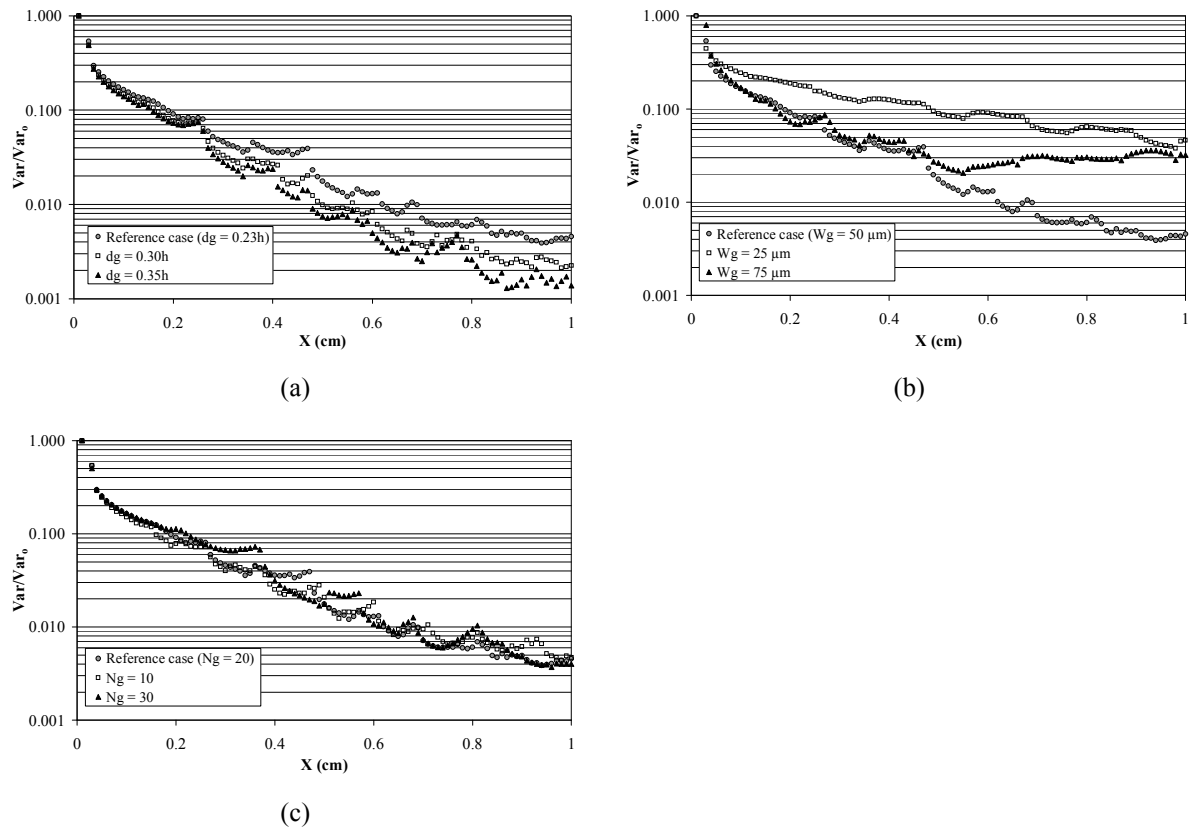 1.000
0.100
0.010
0.001
Var/Varo
Reference case (dg = 0.23h)
dg = 0.30h
dg = 0.35h
0
0.2
0.4
0.6
0.8
1
X (cm)
(a)
1.000
0.100
0.010
0.001
Var/Varo
Reference case (Wg = 50 µm)
Wg = 25 µm
Wg = 75 µm
0
0.2
0.4
0.6
0.8
1
X (cm)
(b)
1.000
0.100
0.010
0.001
Var/Varo
Reference case (Ng = 20)
Ng = 10
Ng = 30
0
0.2
0.4
0.6
0.8
1
X (cm)
(c)